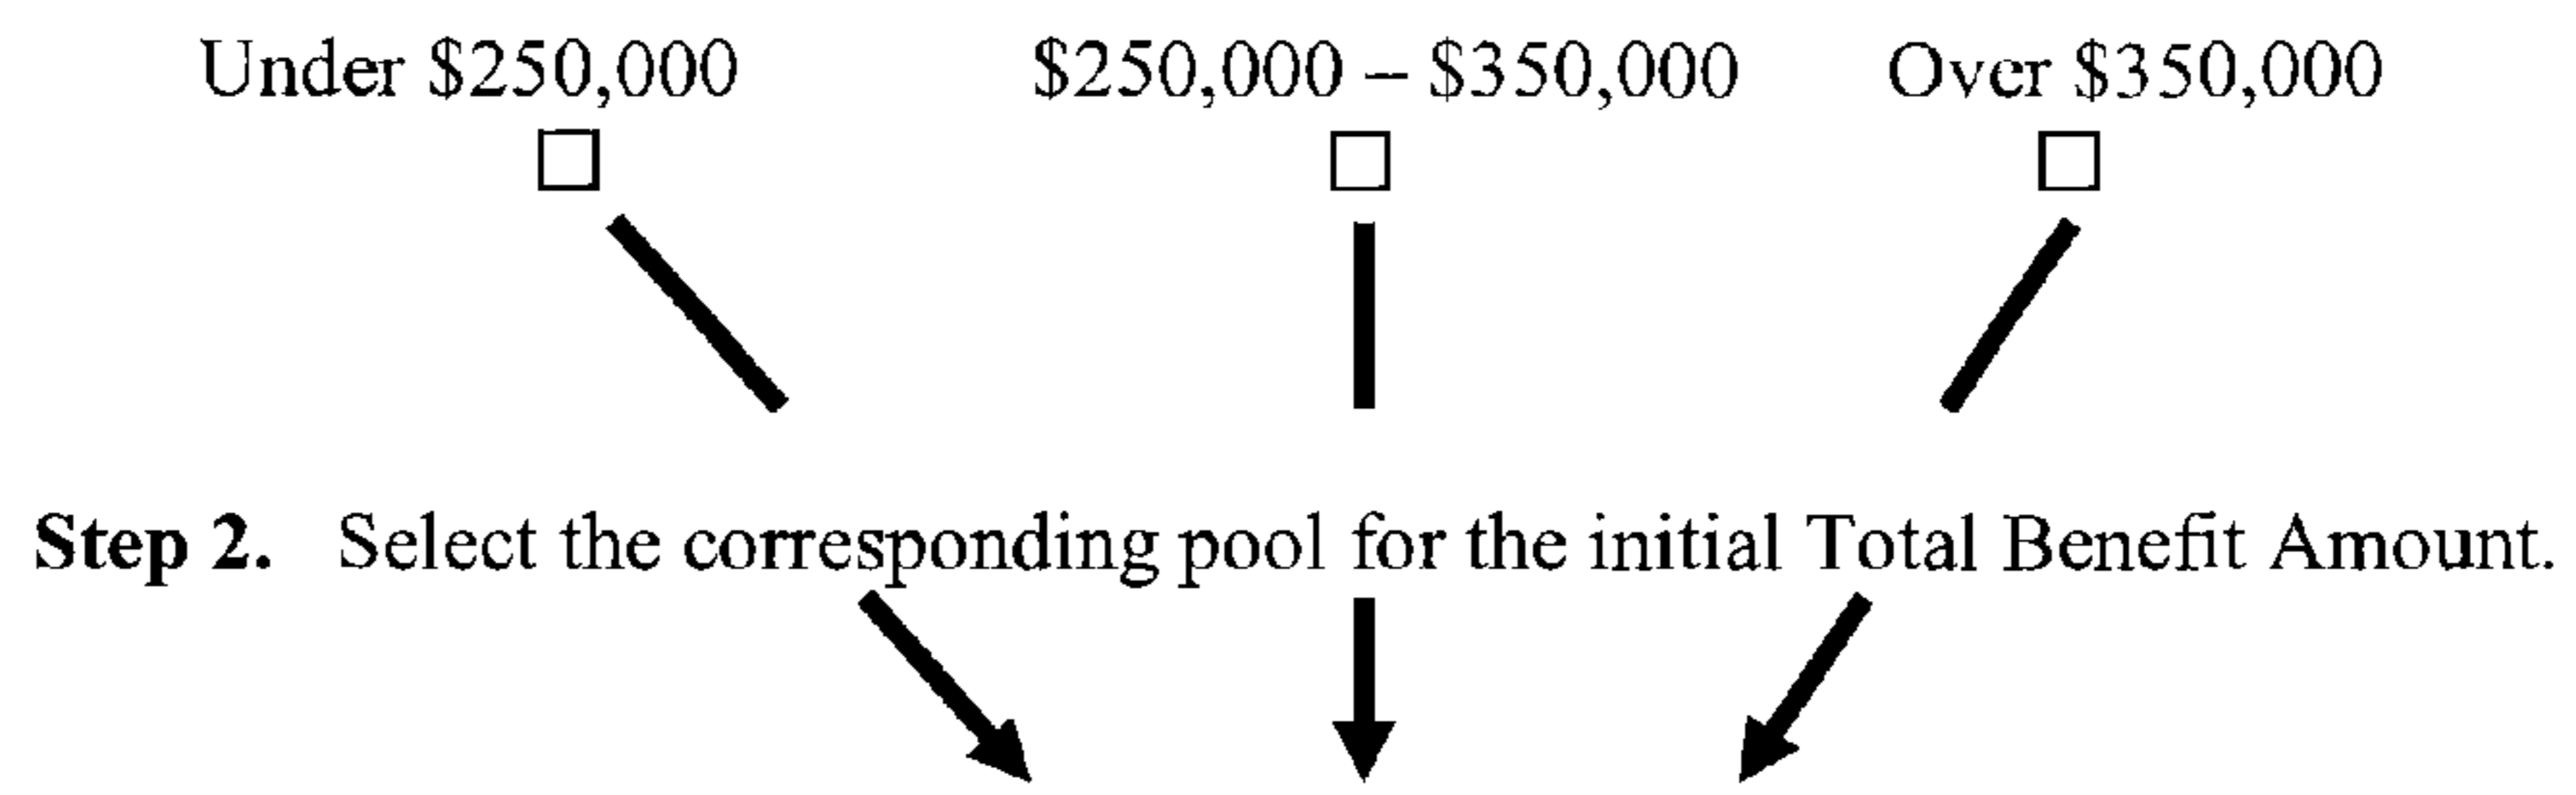 Under $250,000 $250,000 – $350,000 Over $350,000
Step 2. Select the corresponding pool for the initial Total Benefit Amount.